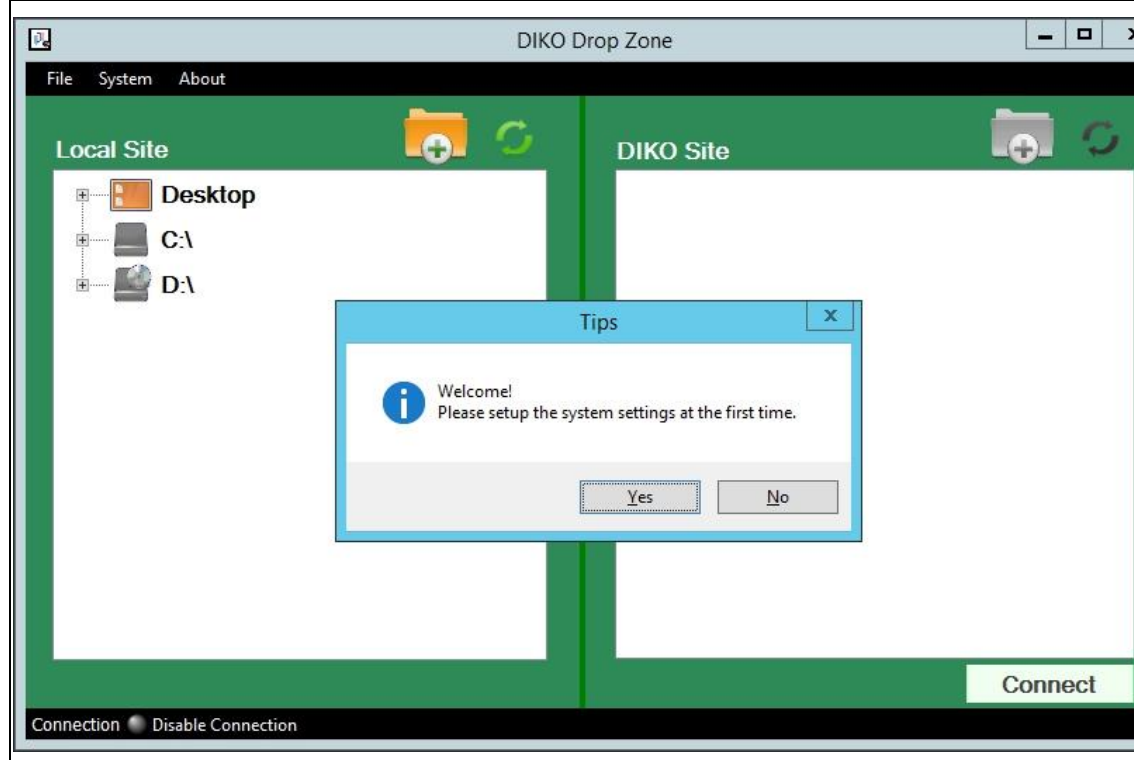 DIKO Drop Zone
File System About
Local Site
DIKO Site
Desktop
C:\
D:\
Tips
Welcome!
Please setup the system settings at the first time.
Yes No
Connect
Connection Disable Connection